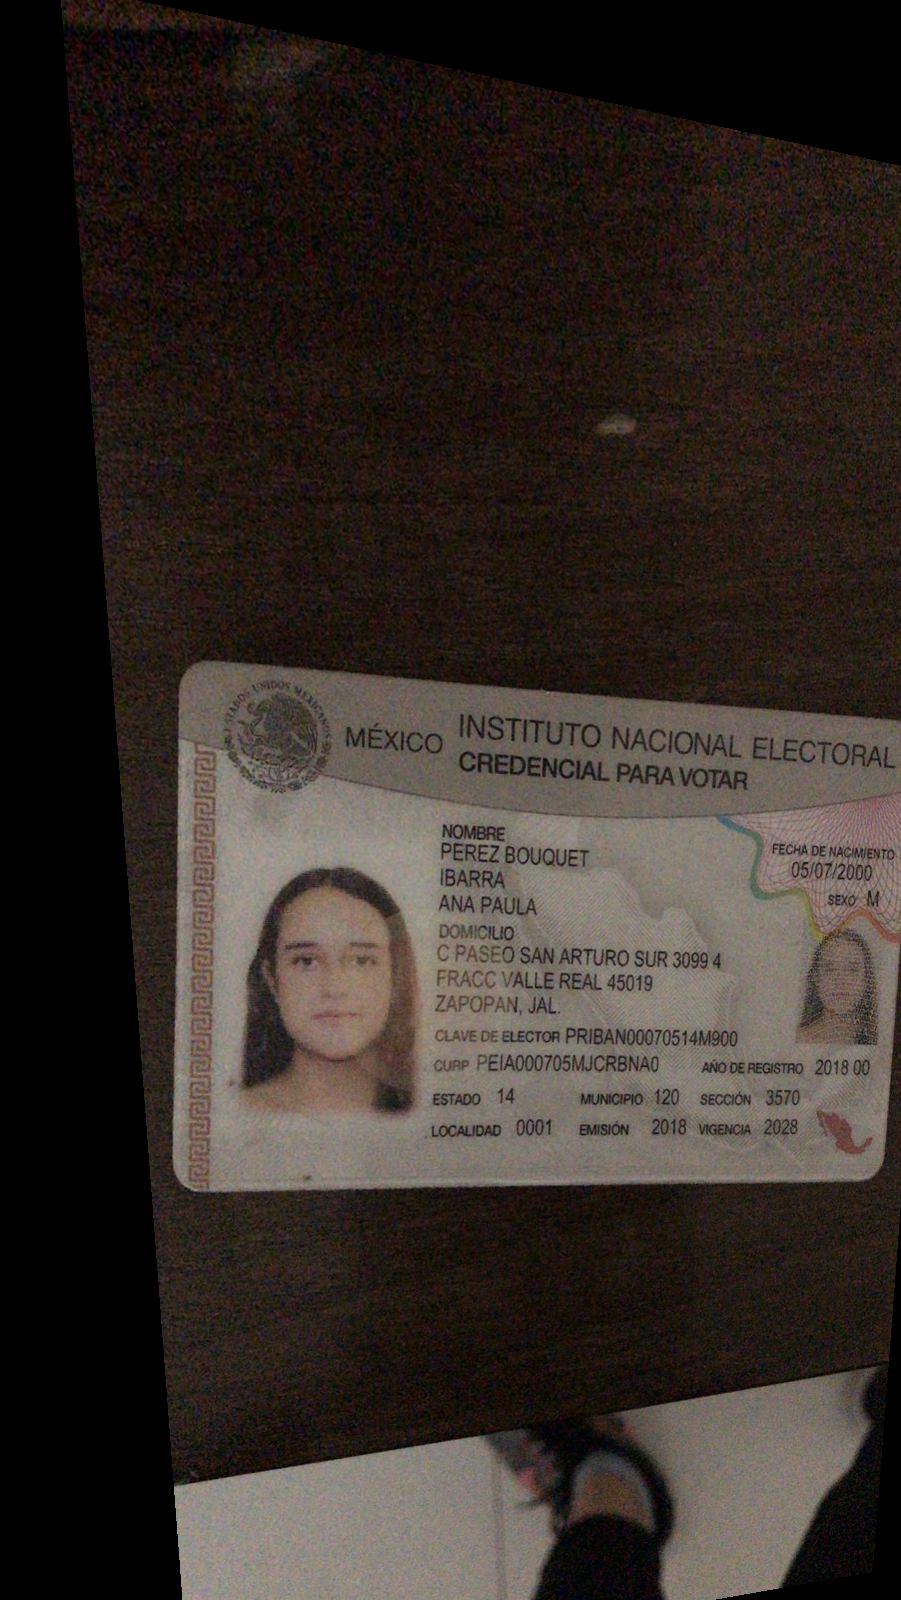 ESTADOS UNIDOS MEXICANOS
MÉXICO INSTITUTO NACIONAL ELECTORAL
CREDENCIAL PARA VOTAR
NOMBRE
PEREZ BOUQUET
IBARRA
ANA PAULA
FECHA DE NACIMIENTO
05/07/2000
SEXO M
DOMICILIO
C PASEO SAN ARTURO SUR 3099 4
FRACC VALLE REAL 45019
ZAPOPAN, JAL.
CLAVE DE ELECTOR PRIBAN00070514M900
CURP PEIA000705MJCRBNA0 AÑO DE REGISTRO 2018 00
ESTADO 14 MUNICIPIO 120 SECCIÓN 3570
LOCALIDAD 0001 EMISIÓN 2018 VIGENCIA 2028